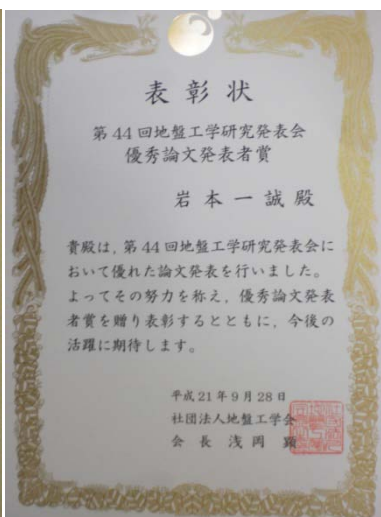 表彰状
第44回地盤工学研究発表会
優秀論文発表者賞
岩本一誠殿
貴殿は，第44回地盤工学研究発表会に
おいて優れた論文発表を行いました。
よってその努力を称え，優秀論文発表
者賞を贈り表彰するとともに，今後の
活躍に期待します。
平成21年9月28日
社団法人地盤工学会
会長 浅岡顕